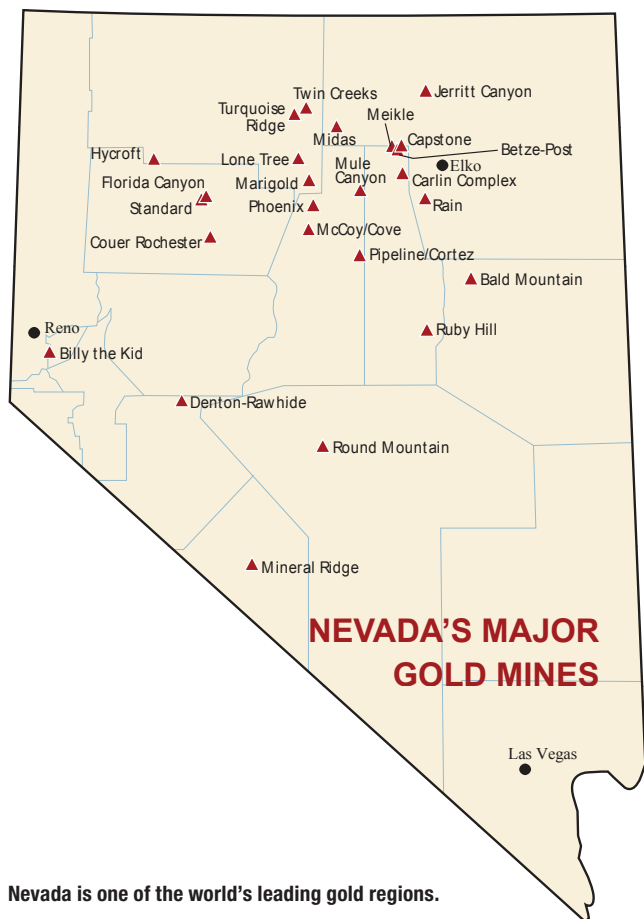 Jerritt Canyon
Twin Creeks
Turquoise
Ridge
Meikle
Midas
Capstone
Betze-Post
Hycroft
Lone Tree
Mule
Canyon
Elko
Carlin Complex
Florida Canyon
Marigold
Standard
Phoenix
Rain
Couer Rochester
McCoy/Cove
Pipeline/Cortez
Bald Mountain
Reno
Ruby Hill
Billy the Kid
Denton-Rawhide
Round Mountain
Mineral Ridge
NEVADA'S MAJOR
GOLD MINES
Las Vegas
Nevada is one of the world's leading gold regions.